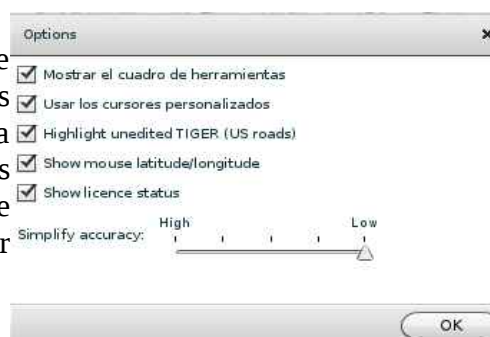 Options
Mostrar el cuadro de herramientas
Usar los cursores personalizados
Highlight unedited TIGER (US roads)
Show mouse latitude/longitude
Show licence status
High Low
Simplify accuracy:
OK